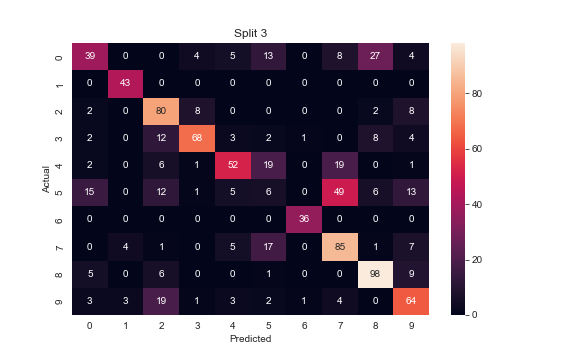 Split 3
0 39 0 0 4 5 13 0 8 27 4
1 0 43 0 0 0 0 0 0 0 0
2 2 0 80 8 0 0 0 0 2 8
3 2 0 12 68 3 2 1 0 8 4
4 2 0 6 1 52 19 0 19 0 1
5 15 0 12 1 5 6 0 49 6 13
6 0 0 0 0 0 0 36 0 0 0
7 0 4 1 0 5 17 0 85 1 7
8 5 0 6 0 0 1 0 0 98 9
9 3 3 19 1 3 2 1 4 0 64
0 1 2 3 4 5 6 7 8 9
Predicted
Actual
80
60
40
20
0